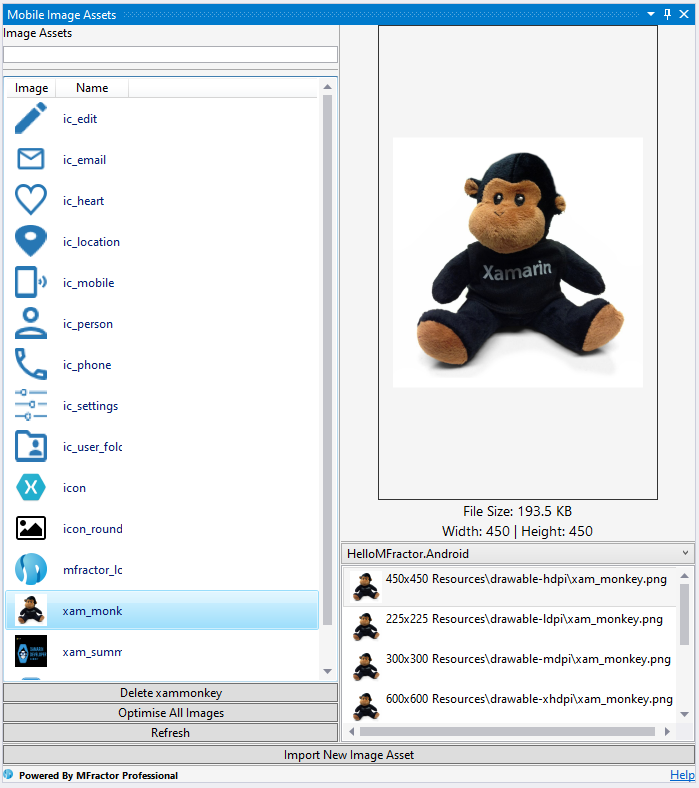 Mobile Image Assets
Image Assets
Image Name
ic_edit
ic_email
ic_heart
ic_location
ic_mobile
ic_person
ic_phone
ic_settings
ic_user_fold
icon
icon_round
mfractor_lo
xam_monk
xam_summ
Delete xammonkey
Optimise All Images
Refresh
Xamarin
File Size: 193.5 KB
Width: 450 | Height: 450
HelloMFractor.Android
450x450 Resources\drawable-hdpi\xam_monkey.png
225x225 Resources\drawable-ldpi\xam_monkey.png
300x300 Resources\drawable-mdpi\xam_monkey.png
600x600 Resources\drawable-xhdpi\xam_monkey.png
Import New Image Asset
Powered By MFractor Professional
Help